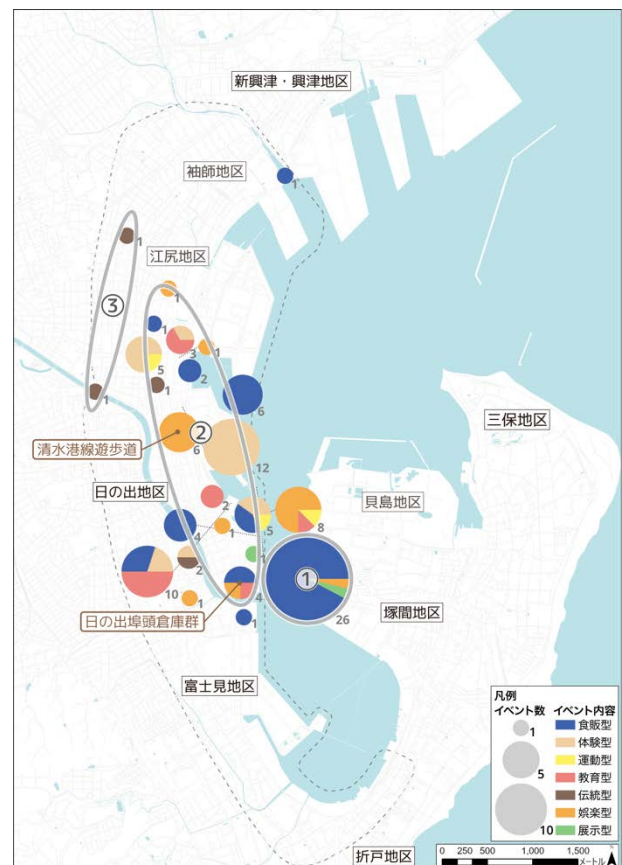 新興津・興津地区
袖師地区
1
1
江尻地区
③
1
1
1
3
5
2
1
6
1
三保地区
②
清水港線遊歩道
6
12
日の出地区
貝島地区
2
5
8
4
1
1
①
2
10
4
26
塚間地区
1
日の出埠頭倉庫群
1
富士見地区
凡例
イベント数 イベント内容
1
5
10
食販型
体験型
運動型
教育型
伝統型
娯楽型
展示型
折戸地区
0 250 500 1,000 1,500
メートル